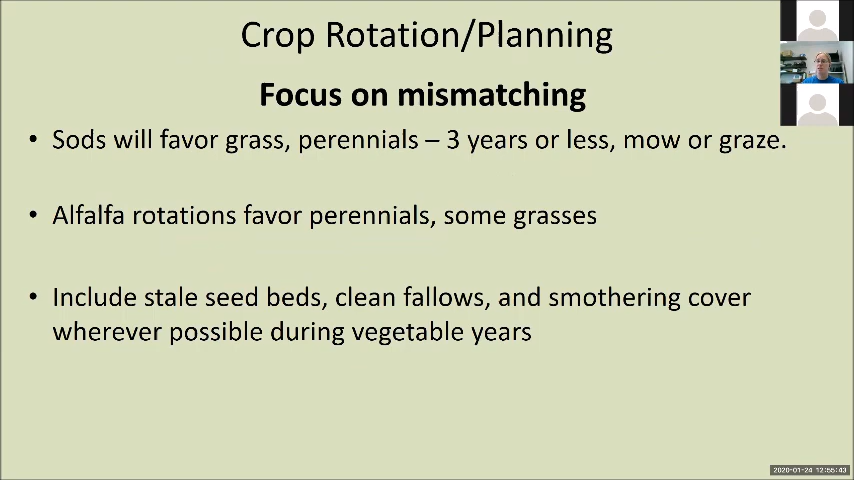 Crop Rotation/Planning
Focus on mismatching
• Sods will favor grass, perennials – 3 years or less, mow or graze.
• Alfalfa rotations favor perennials, some grasses
• Include stale seed beds, clean fallows, and smothering cover
wherever possible during vegetable years
2020-01-24 12:55:43